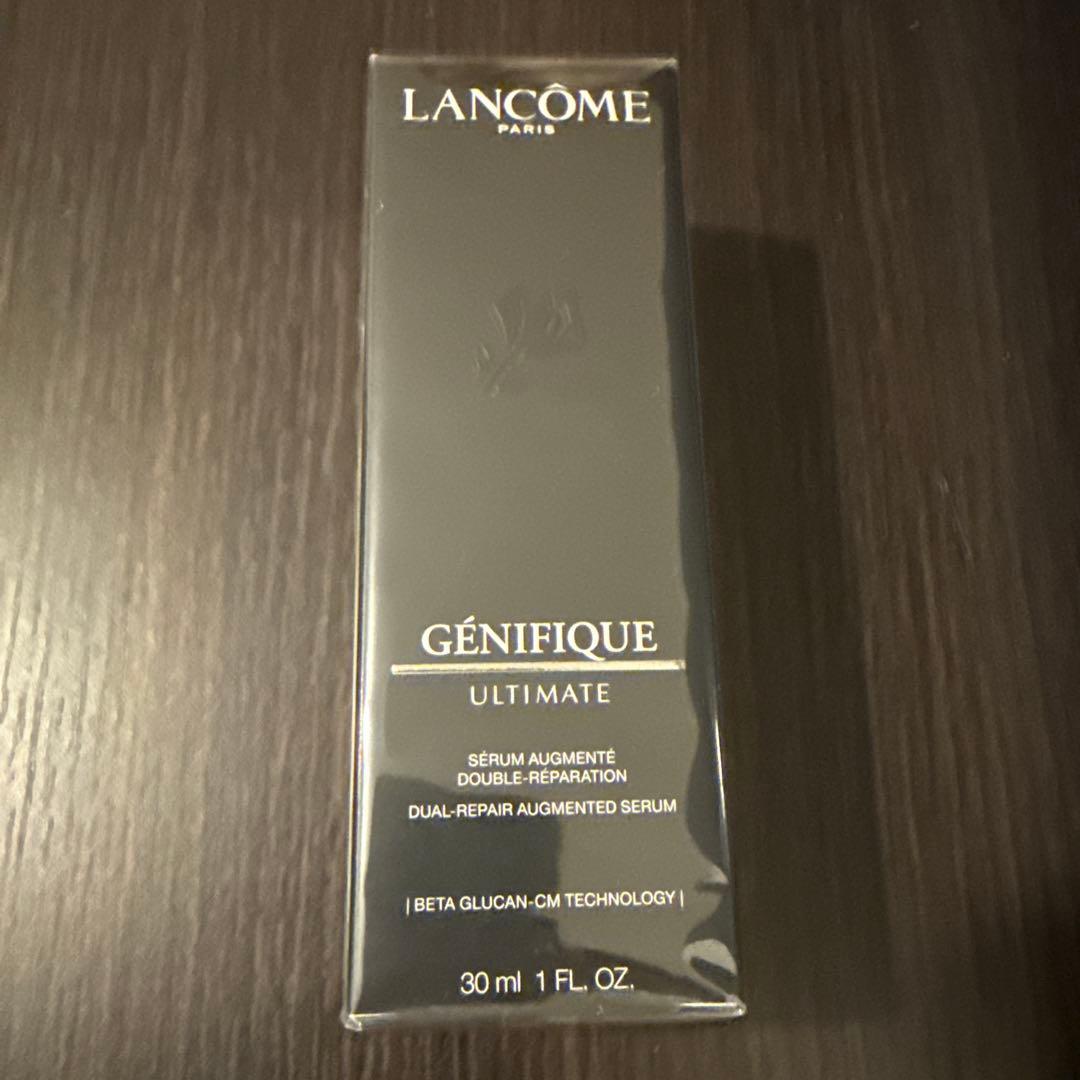 LANCÔME
PARIS
GÉNIFIQUE
ULTIMATE
SÉRUM AUGMENTÉ
DOUBLE-RÉPARATION
DUAL-REPAIR AUGMENTED SERUM
| BETA GLUCAN-CM TECHNOLOGY |
30 ml 1 FL. OZ.